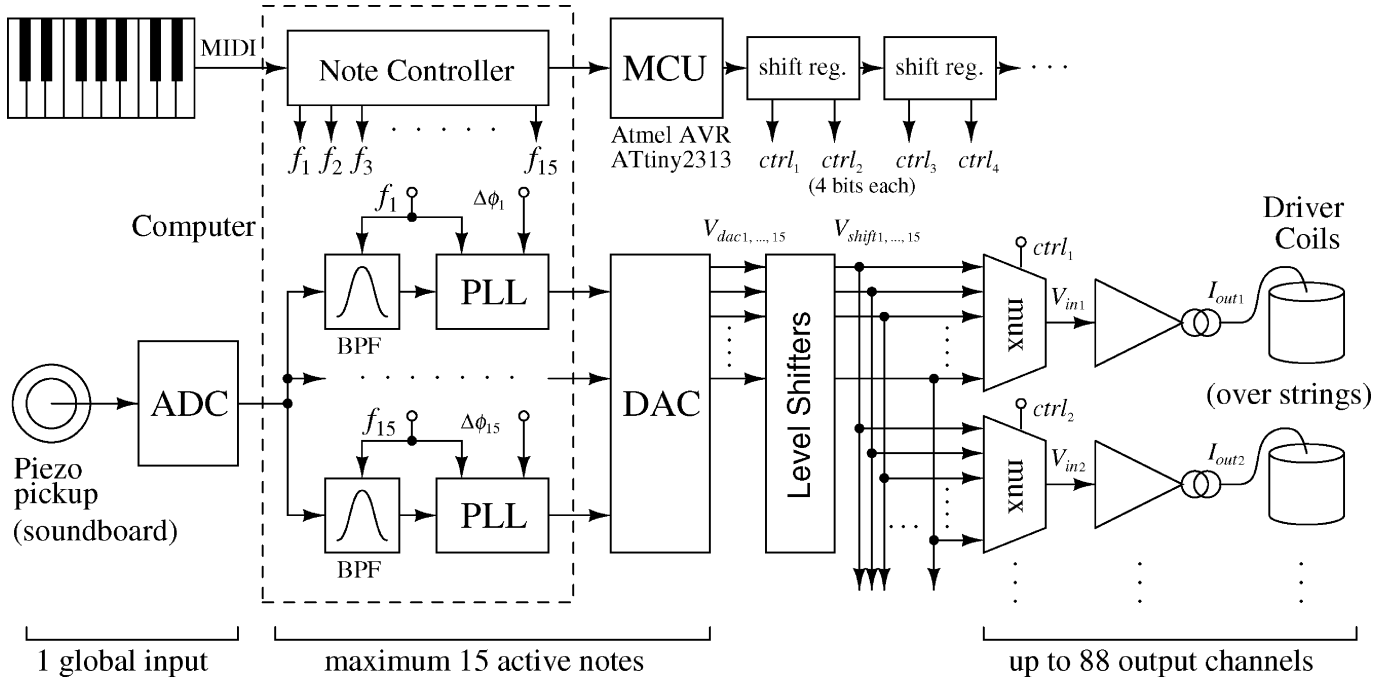 MIDI
Note Controller
MCU
shift reg.
shift reg.
. . .
f1 f2 f3 . . . . . f15
Atmel AVR
ATtiny2313
ctrl1
ctrl2
ctrl3
ctrl4
(4 bits each)
Computer
f1
Δϕ1
Vdac1,...,15
Vshift1,...,15
Driver
Coils
ctrl1
BPF
PLL
mux
Vin1
Iout1
ADC
DAC
Level Shifters
(over strings)
Piezo
pickup
(soundboard)
f15
Δϕ15
ctrl2
BPF
PLL
mux
Vin2
Iout2
1 global input
maximum 15 active notes
up to 88 output channels